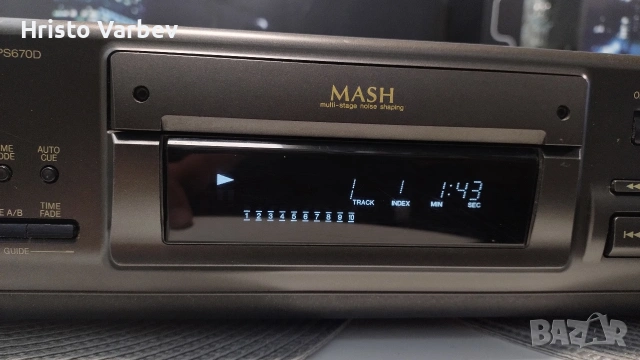 Hristo Varbev
PS670D
MASH
multi-stage noise shaping
AUTO
CUE
TIME
FADE
E A/B
GUIDE
1 1 1:43
TRACK INDEX MIN SEC
1 2 3 4 5 6 7 8 9 10
BAZAR